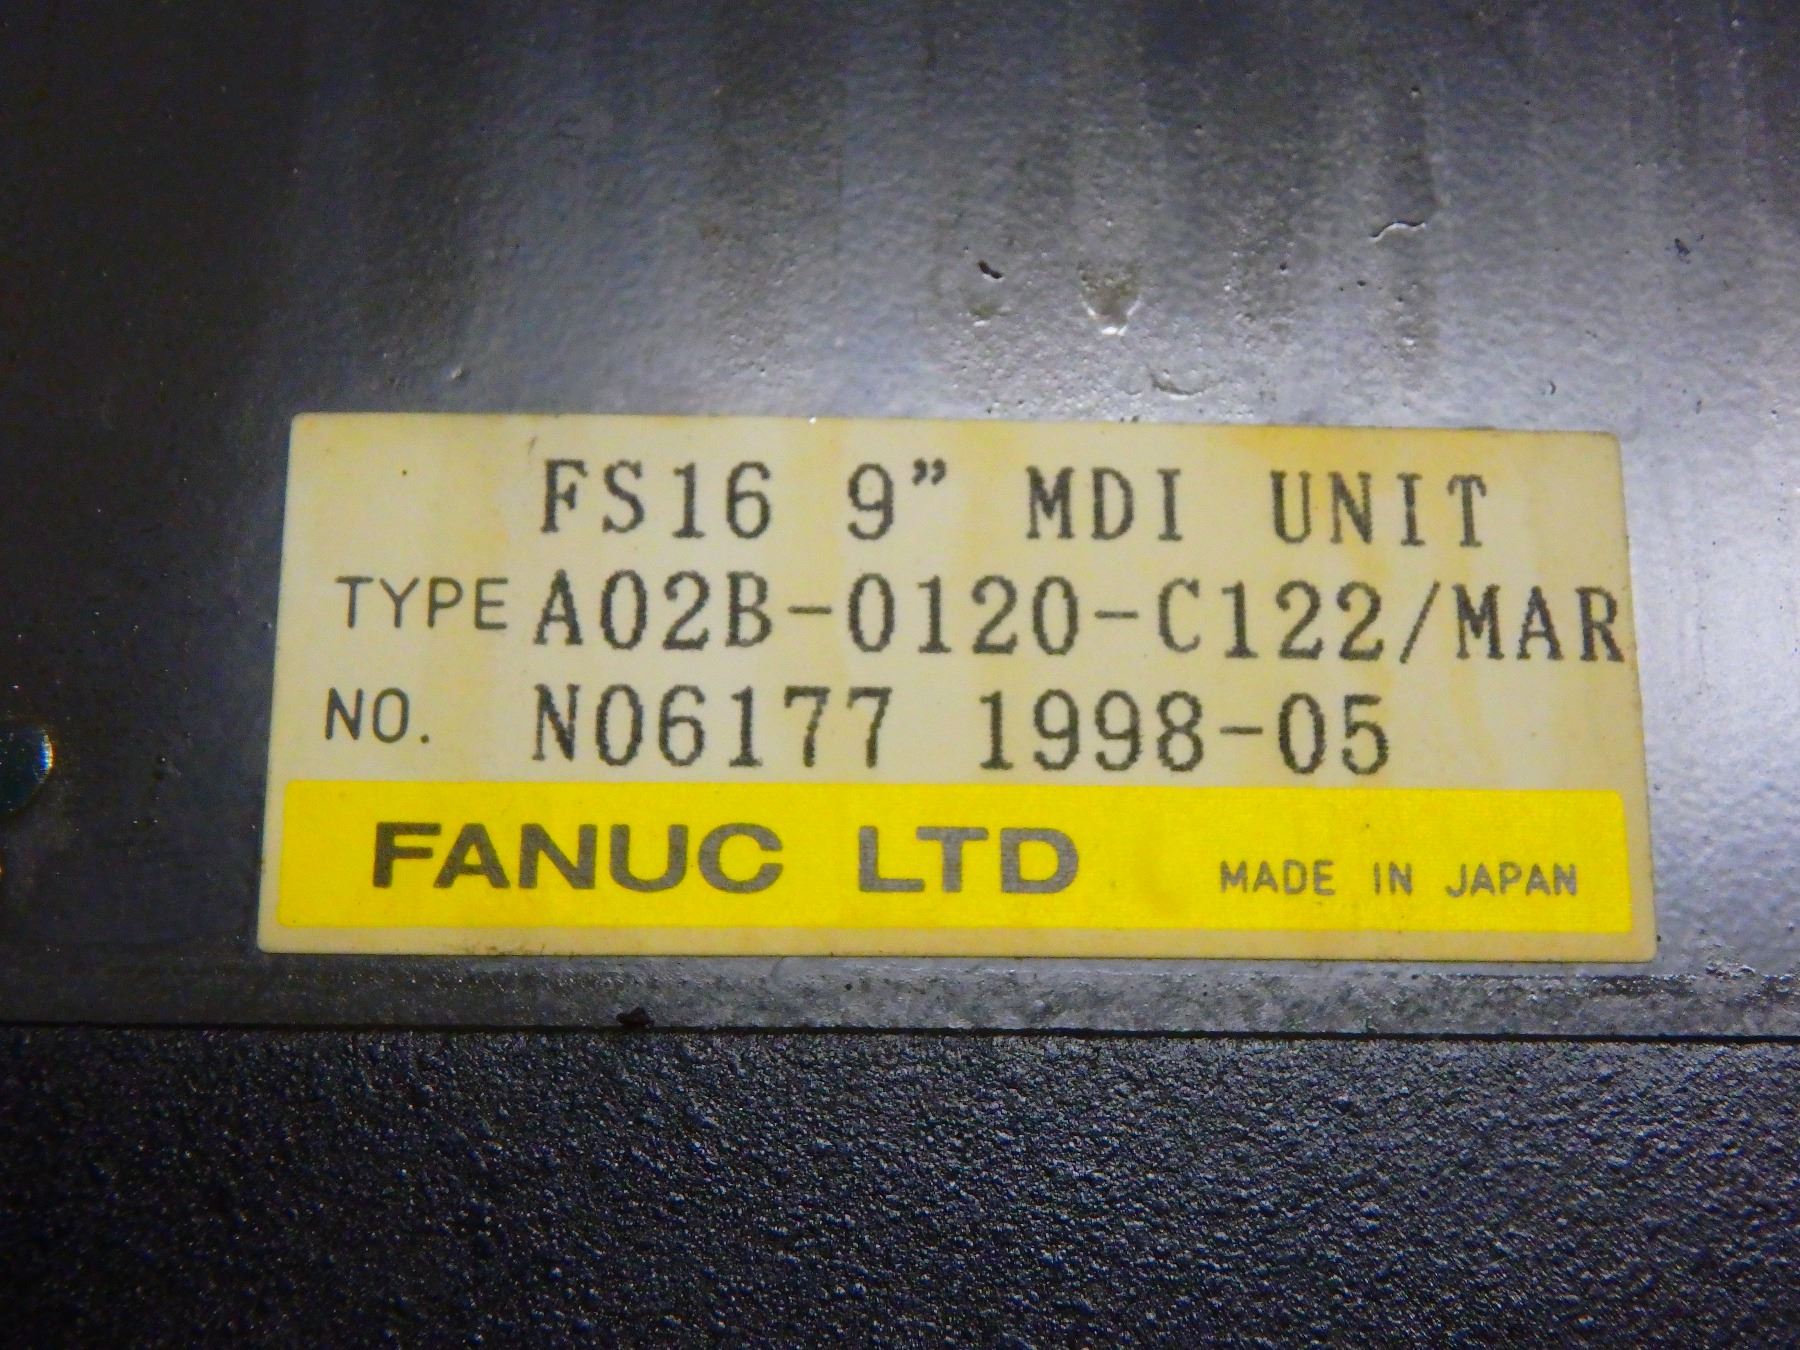 FS16 9” MDI UNIT
TYPE A02B-0120-C122/MAR
NO. N06177 1998-05
FANUC LTD MADE IN JAPAN